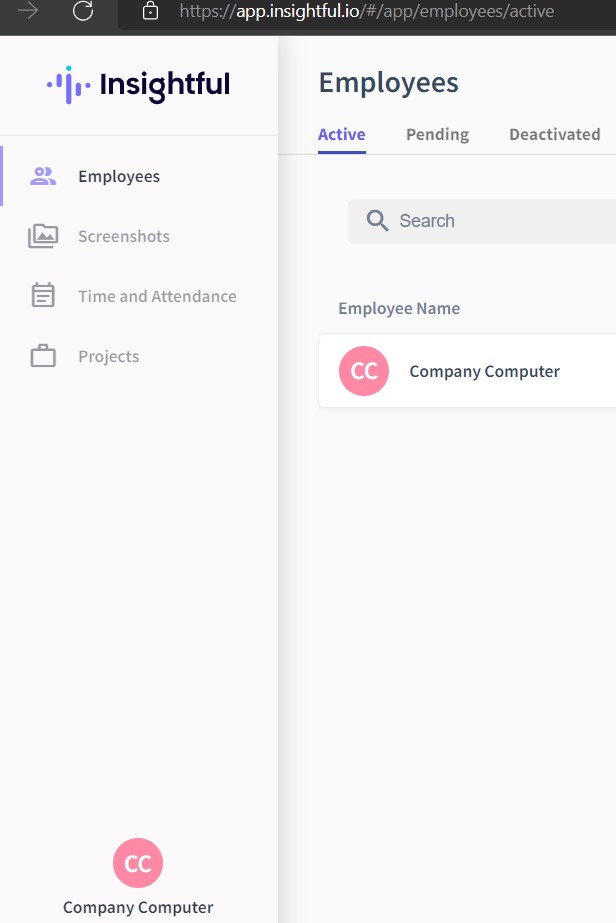 https://app.insightful.io/#/app/employees/active
Insightful
Employees
Screenshots
Time and Attendance
Projects
CC
Company Computer
Employees
Active Pending Deactivated
Search
Employee Name
CC Company Computer